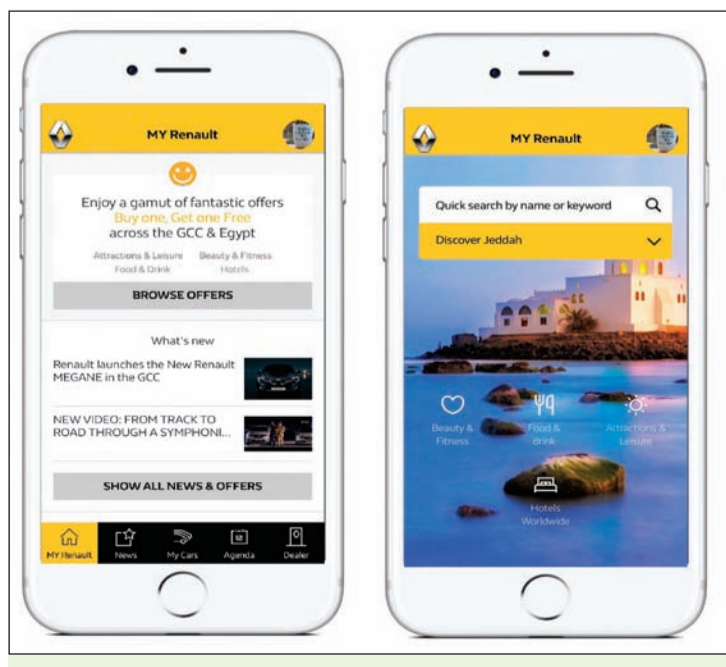 MY Renault
Enjoy a gamut of fantastic offers
Buy one, Get one Free
across the GCC & Egypt
Attractions & Leisure Beauty & Fitness
Food & Drink Hotels
BROWSE OFFERS
What's new
Renault launches the New Renault
MEGANE in the GCC
NEW VIDEO: FROM TRACK TO
ROAD THROUGH A SYMPHONI...
SHOW ALL NEWS & OFFERS
MY Renault News My Cars Agenda Dealer
MY Renault
Quick search by name or keyword
Discover Jeddah
Beauty &
Fitness
Food &
drink
Attractions &
Leisure
Hotels
Worldwide